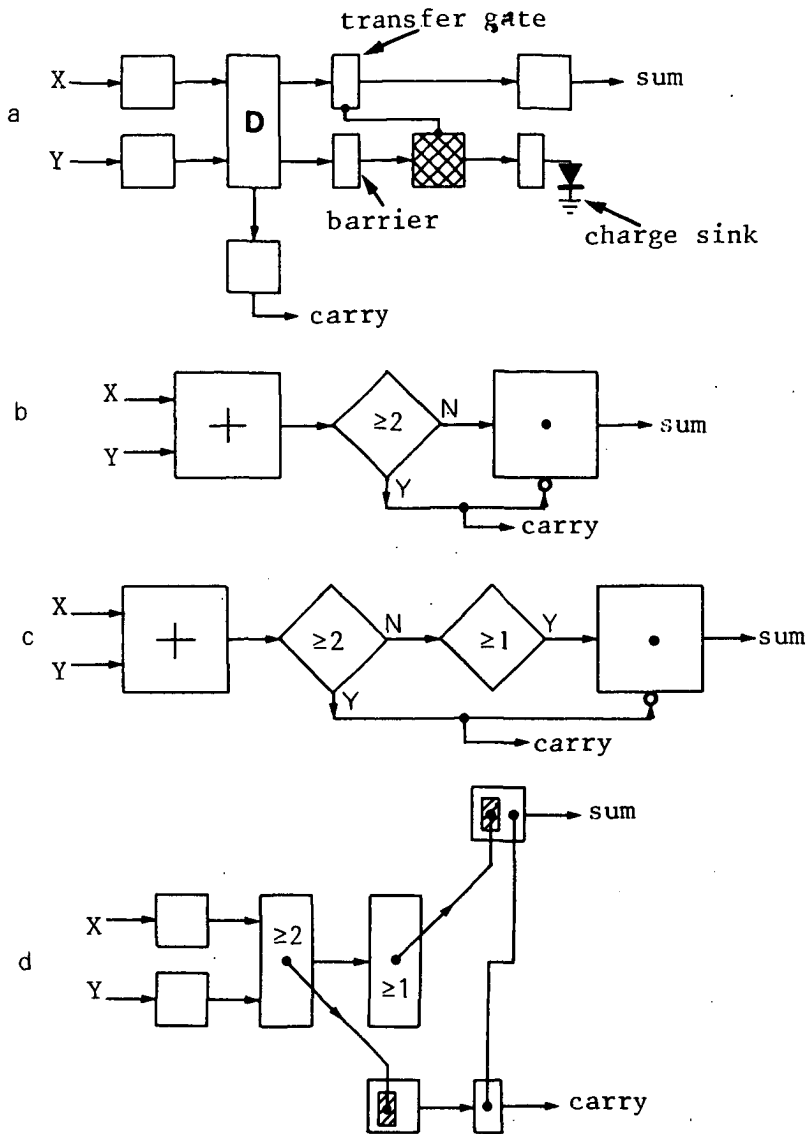 transfer gate
X
sum
a
D
Y
barrier
charge sink
carry
X
b
≥2
N
+
sum
Y
Y
carry
X
c
≥2
N
≥1
Y
+
sum
Y
Y
carry
sum
X
≥2
d
Y
≥1
carry